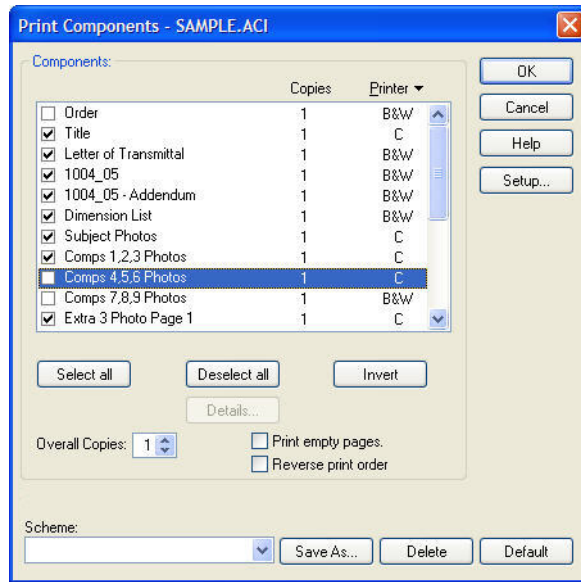 Print Components - SAMPLE.ACI
Components:
Copies Printer
Order 1 B&W
Title 1 C
Letter of Transmittal 1 B&W
1004_05 1 B&W
1004_05 - Addendum 1 B&W
Dimension List 1 B&W
Subject Photos 1 C
Comps 1,2,3 Photos 1 C
Comps 4,5,6 Photos 1 C
Comps 7,8,9 Photos 1 B&W
Extra 3 Photo Page 1 1 C
OK
Cancel
Help
Setup...
Select all Deselect all Invert
Details...
Overall Copies: 1
Print empty pages.
Reverse print order
Scheme:
Save As... Delete Default